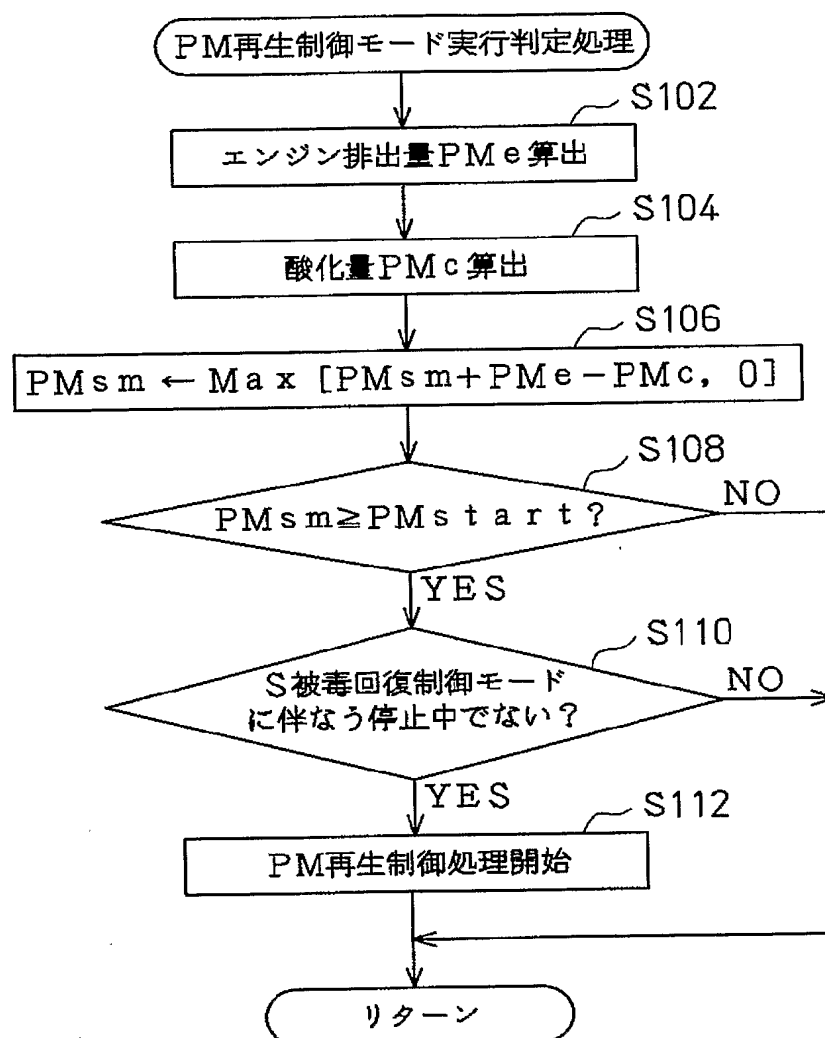 PM再生制御モード実行判定処理
S102
エンジン排出量PMe算出
S104
酸化量PMc算出
S106
PMsm←Max [PMsm+PMe−PMc, 0]
S108
PMsm≧PMstart?
NO
YES
S110
S被毒回復制御モード
に伴なう停止中でない?
NO
YES
S112
PM再生制御処理開始
リターン